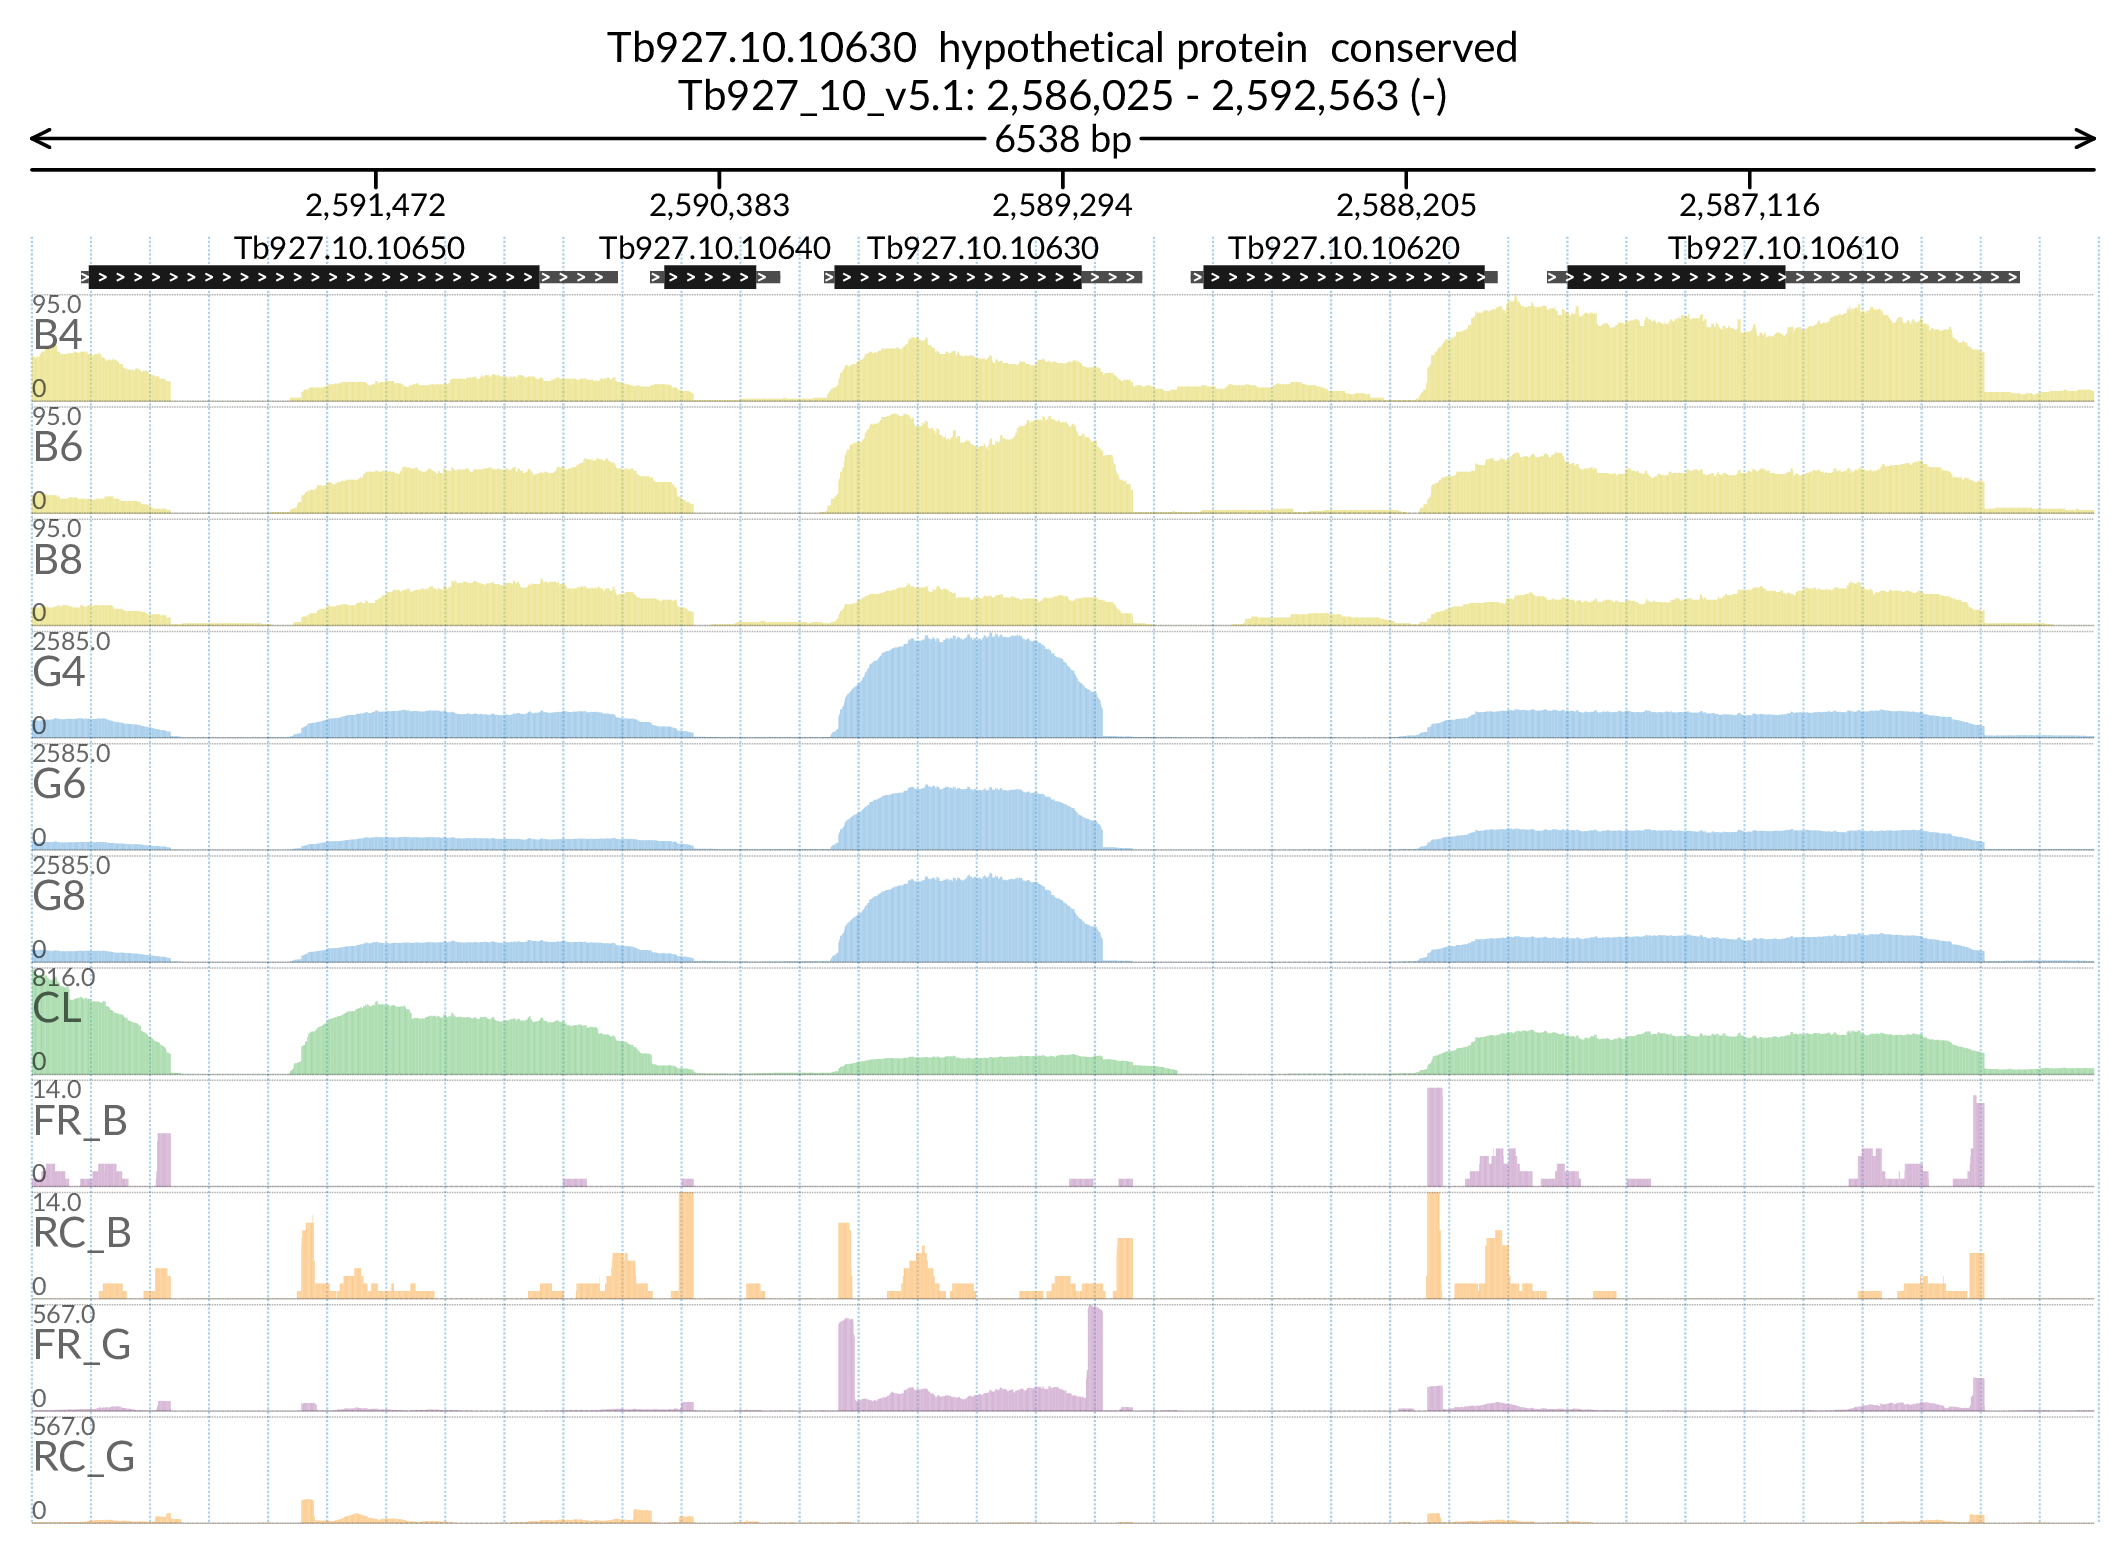 Tb927.10.10630 hypothetical protein conserved
Tb927_10_v5.1: 2,586,025 - 2,592,563 (-)
6538 bp
2,591,472 2,590,383 2,589,294 2,588,205 2,587,116
Tb927.10.10650 Tb927.10.10640 Tb927.10.10630 Tb927.10.10620 Tb927.10.10610
95.0
B4
0
95.0
B6
0
95.0
B8
0
2585.0
G4
0
2585.0
G6
0
2585.0
G8
0
816.0
CL
0
14.0
FR_B
0
14.0
RC_B
0
567.0
FR_G
0
567.0
RC_G
0